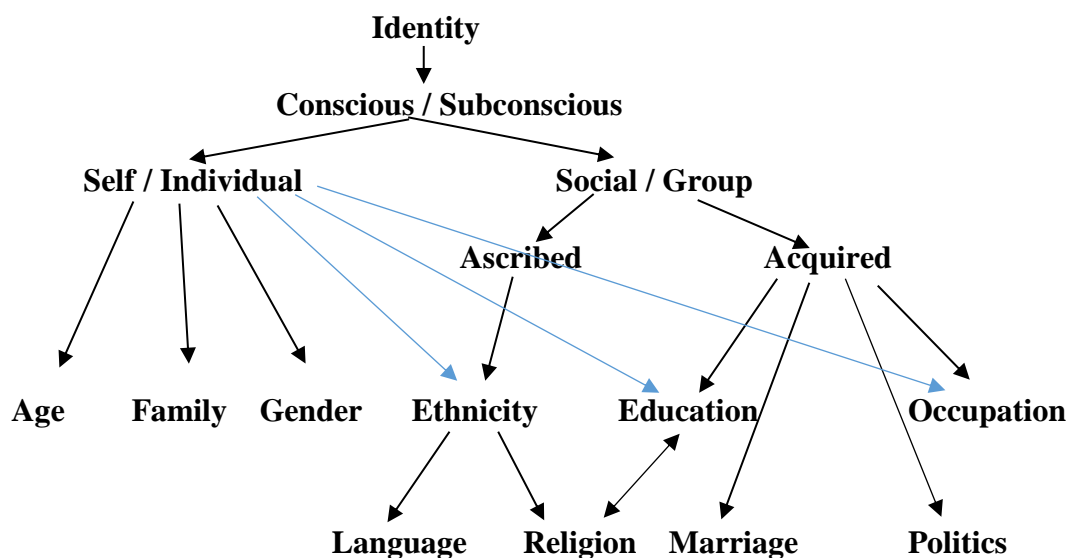 Identity
Conscious / Subconscious
Self / Individual Social / Group
Ascribed Acquired
Age Family Gender Ethnicity Education Occupation
Language Religion Marriage Politics